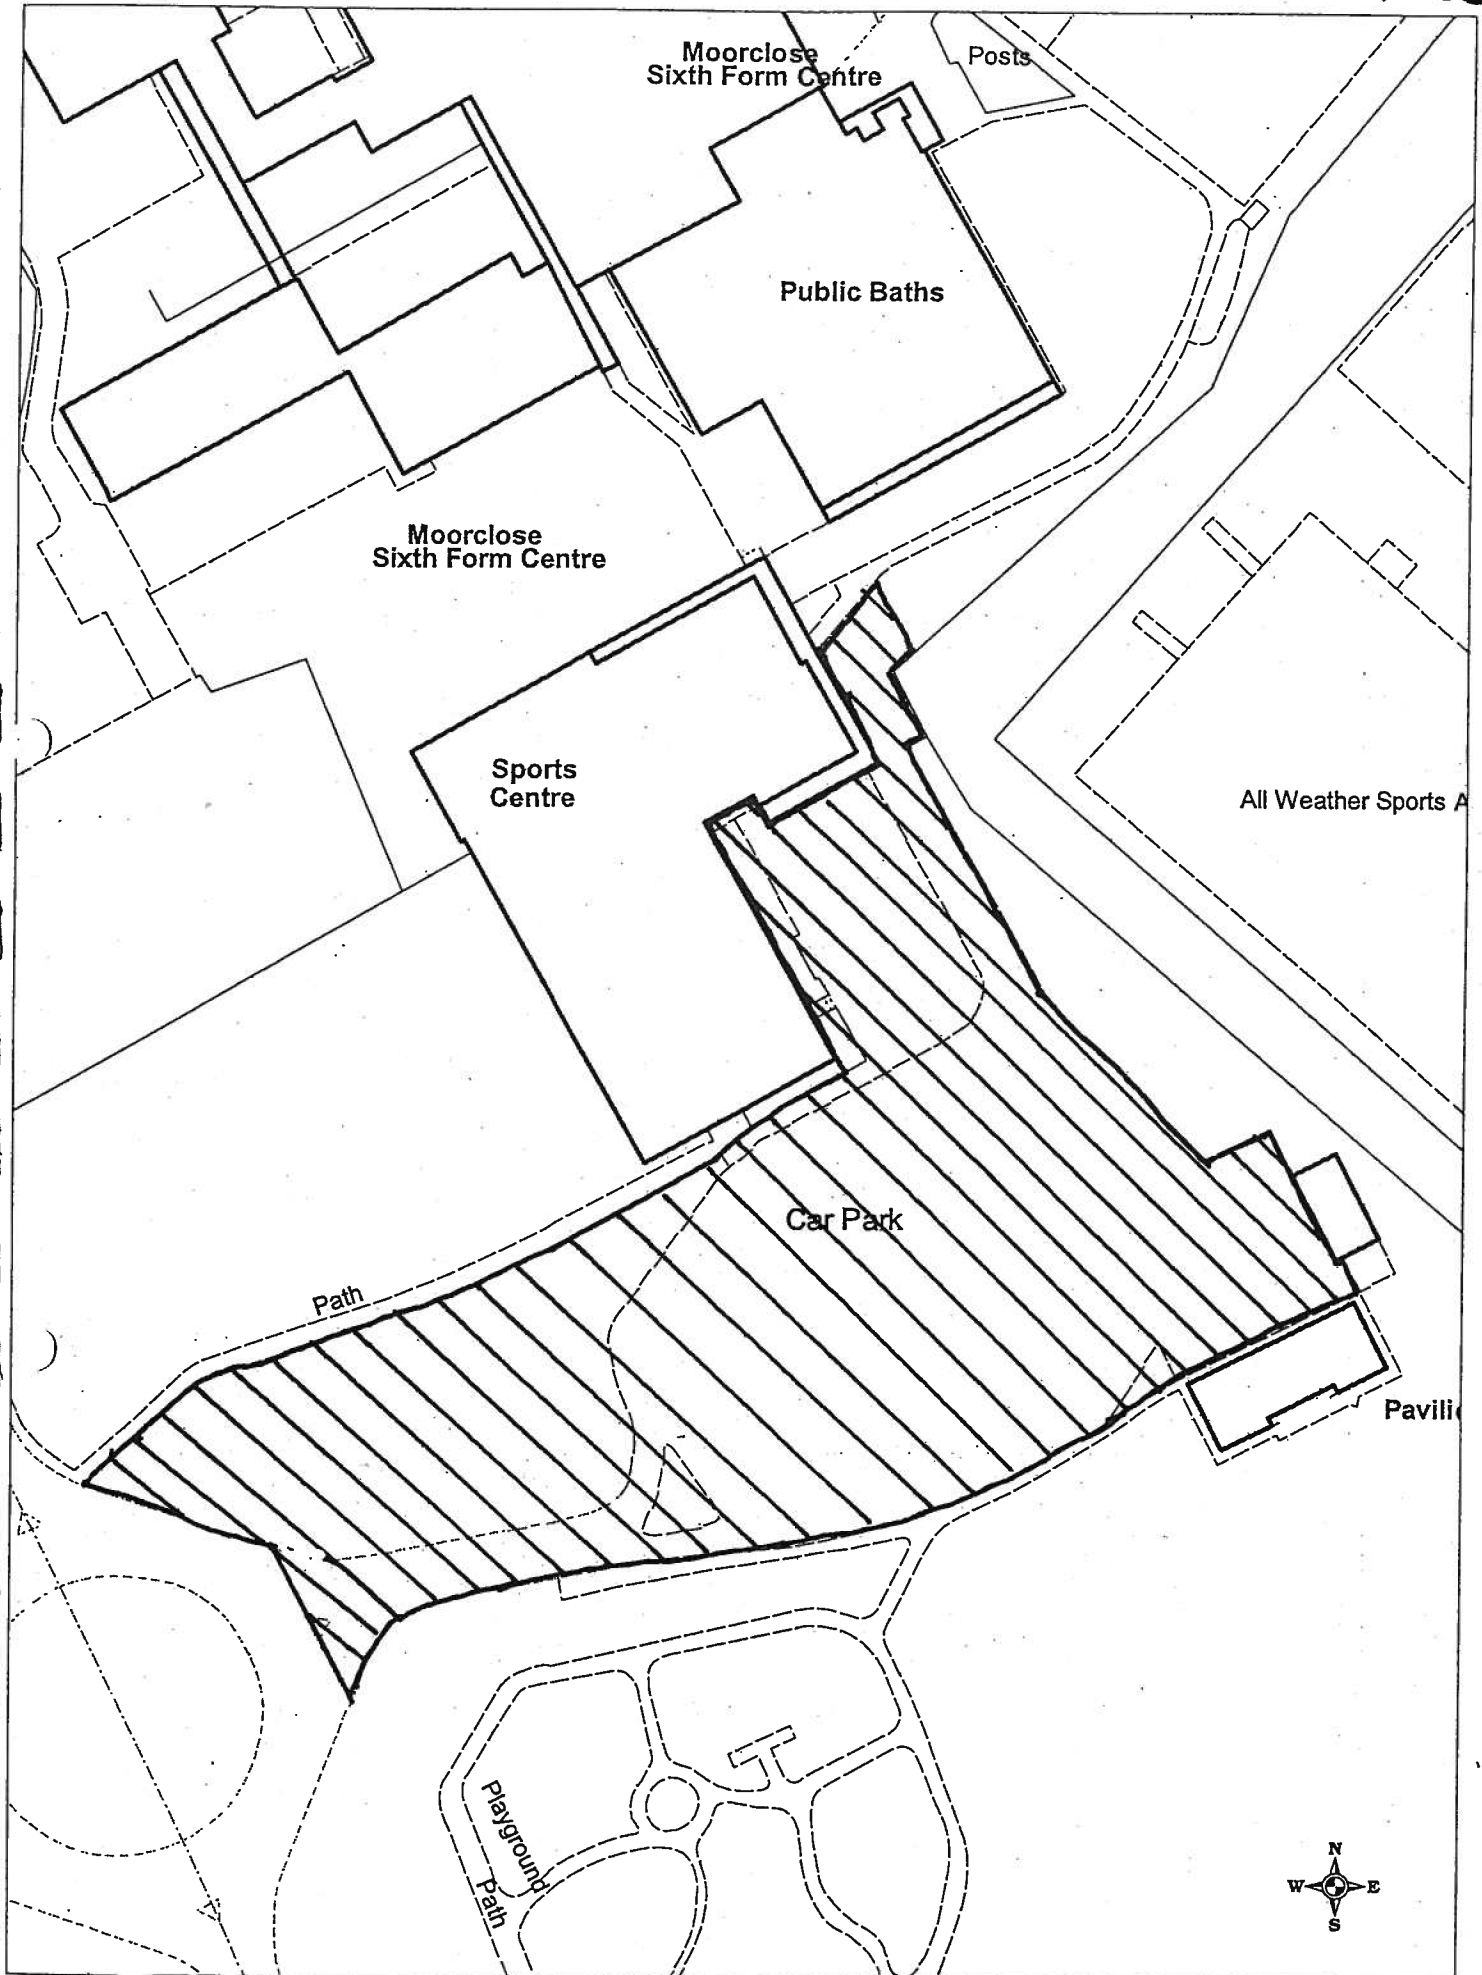 Moorclose
Sixth Form Centre
Posts
Public Baths
Moorclose
Sixth Form Centre
Sports
Centre
All Weather Sports A
Car Park
Path
Pavili
Playground
Path
N
W E
S